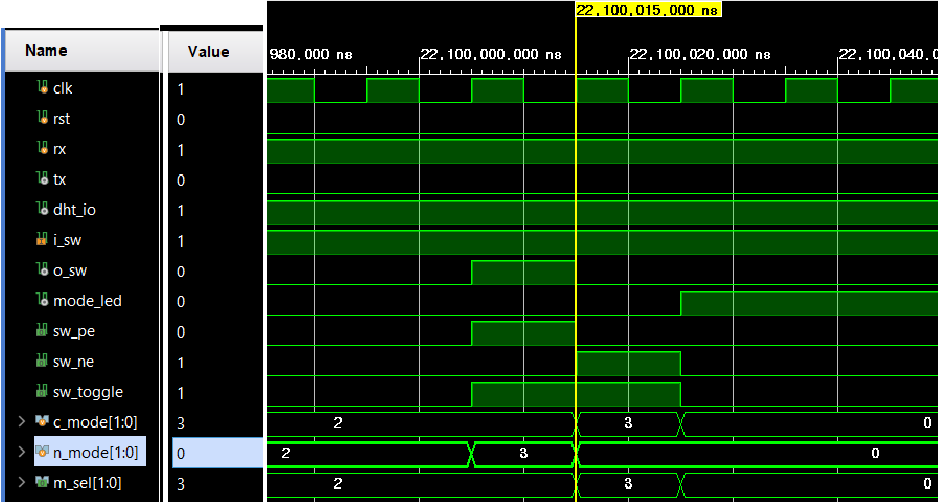 22,100,015.000 ns
Name Value 980.000 ns 22,100,000.000 ns 22,100,020.000 ns 22,100,040.00
clk 1
rst 0
rx 1
tx 0
dht_io 1
i_sw 1
o_sw 0
mode_led 0
sw_pe 0
sw_ne 1
sw_toggle 1
c_mode[1:0] 3 2 3 0
n_mode[1:0] 0 2 3 0
m_sel[1:0] 3 2 3 0